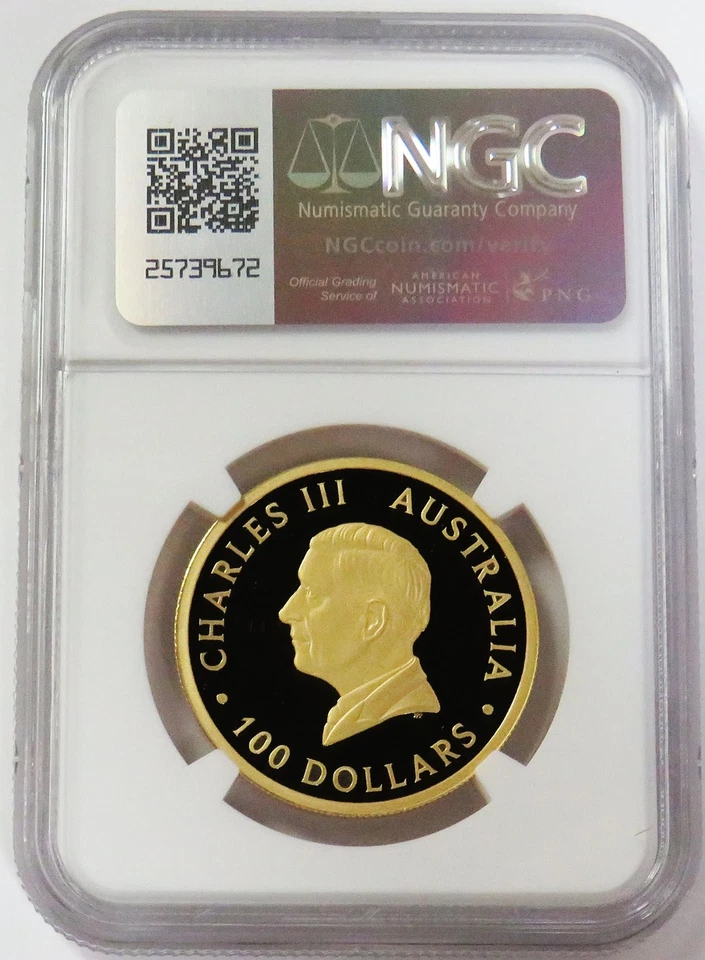 NGC
Numismatic Guaranty Company
NGCcoin.com/verify
25739672
Official Grading
Service of
AMERICAN
NUMISMATIC
ASSOCIATION
PNG
CHARLES III AUSTRALIA
• 100 DOLLARS •